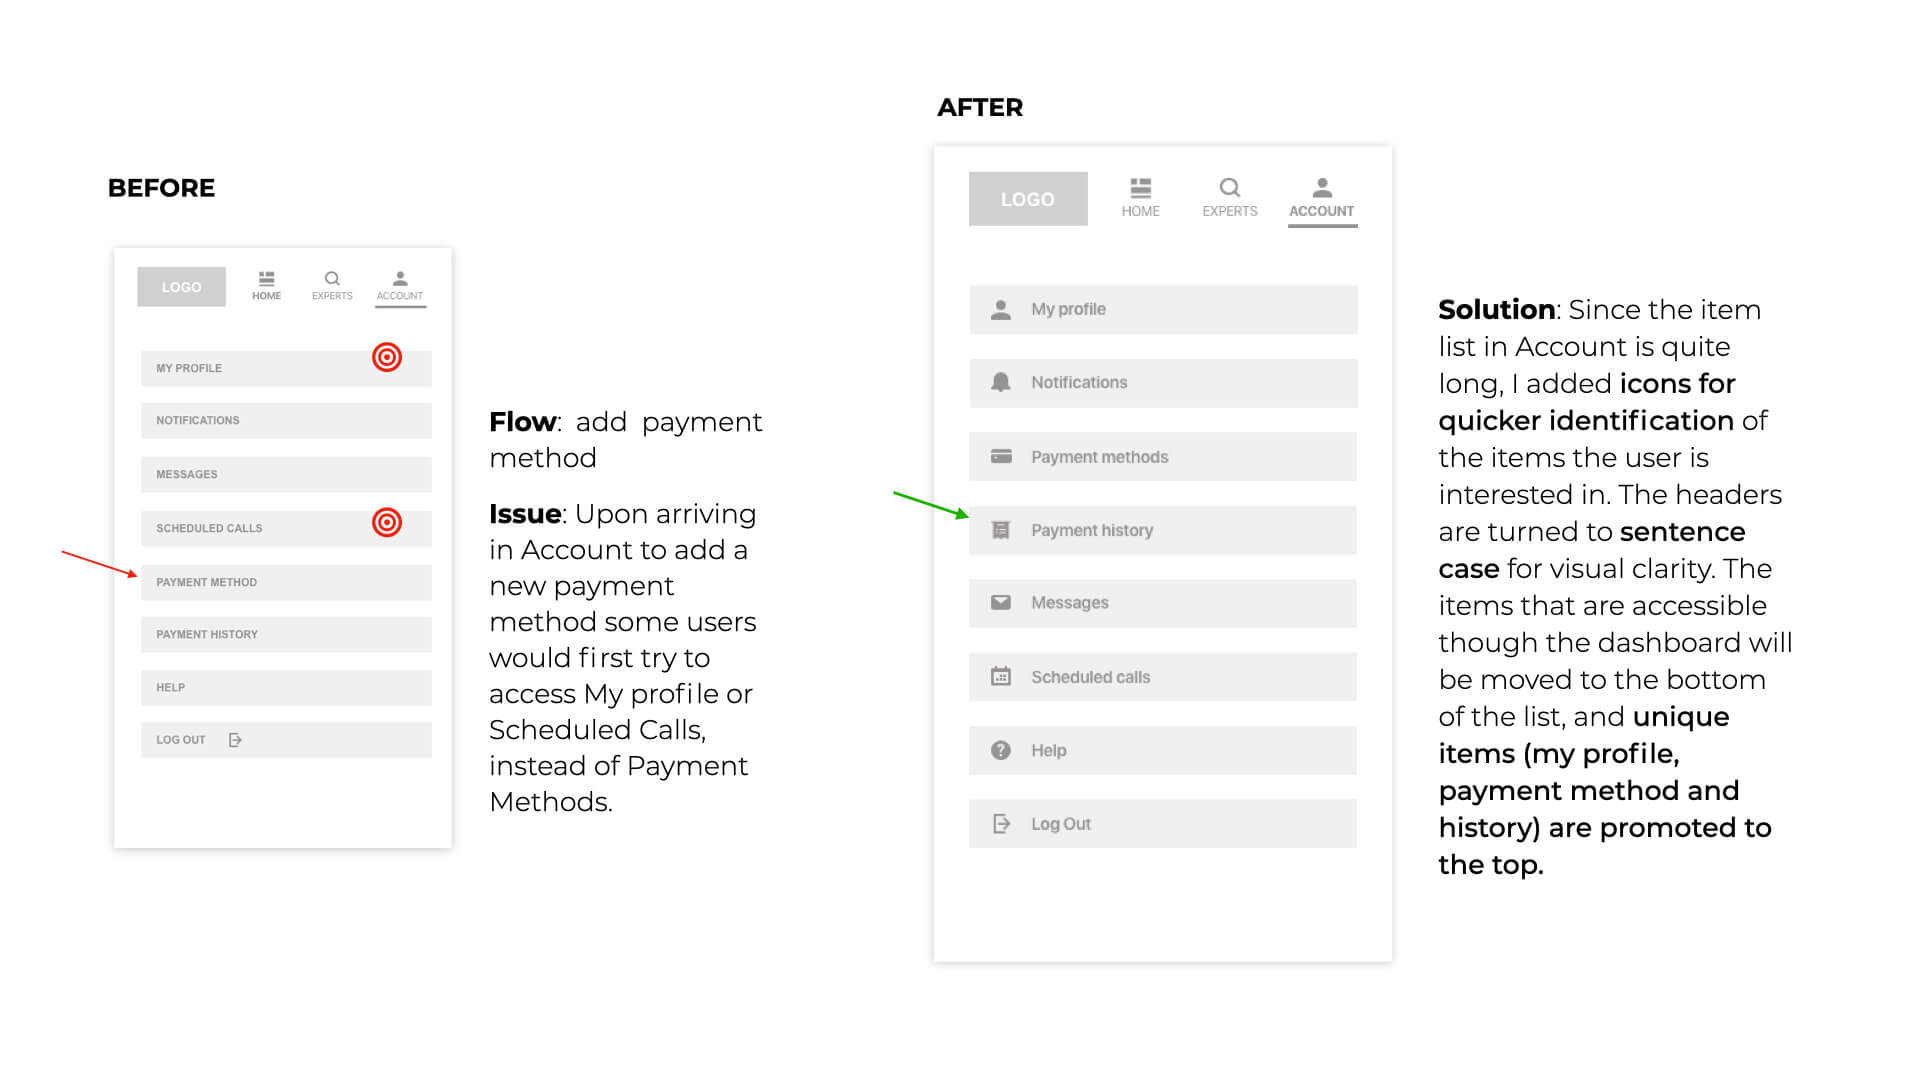 BEFORE
LOGO
HOME
EXPERTS
ACCOUNT
MY PROFILE
NOTIFICATIONS
MESSAGES
SCHEDULED CALLS
PAYMENT METHOD
PAYMENT HISTORY
HELP
LOG OUT
Flow: add payment
method
Issue: Upon arriving
in Account to add a
new payment
method some users
would first try to
access My profile or
Scheduled Calls,
instead of Payment
Methods.
AFTER
LOGO
HOME
EXPERTS
ACCOUNT
My profile
Notifications
Payment methods
Payment history
Messages
Scheduled calls
Help
Log Out
Solution: Since the item
list in Account is quite
long, I added icons for
quicker identification of
the items the user is
interested in. The headers
are turned to sentence
case for visual clarity. The
items that are accessible
though the dashboard will
be moved to the bottom
of the list, and unique
items (my profile,
payment method and
history) are promoted to
the top.